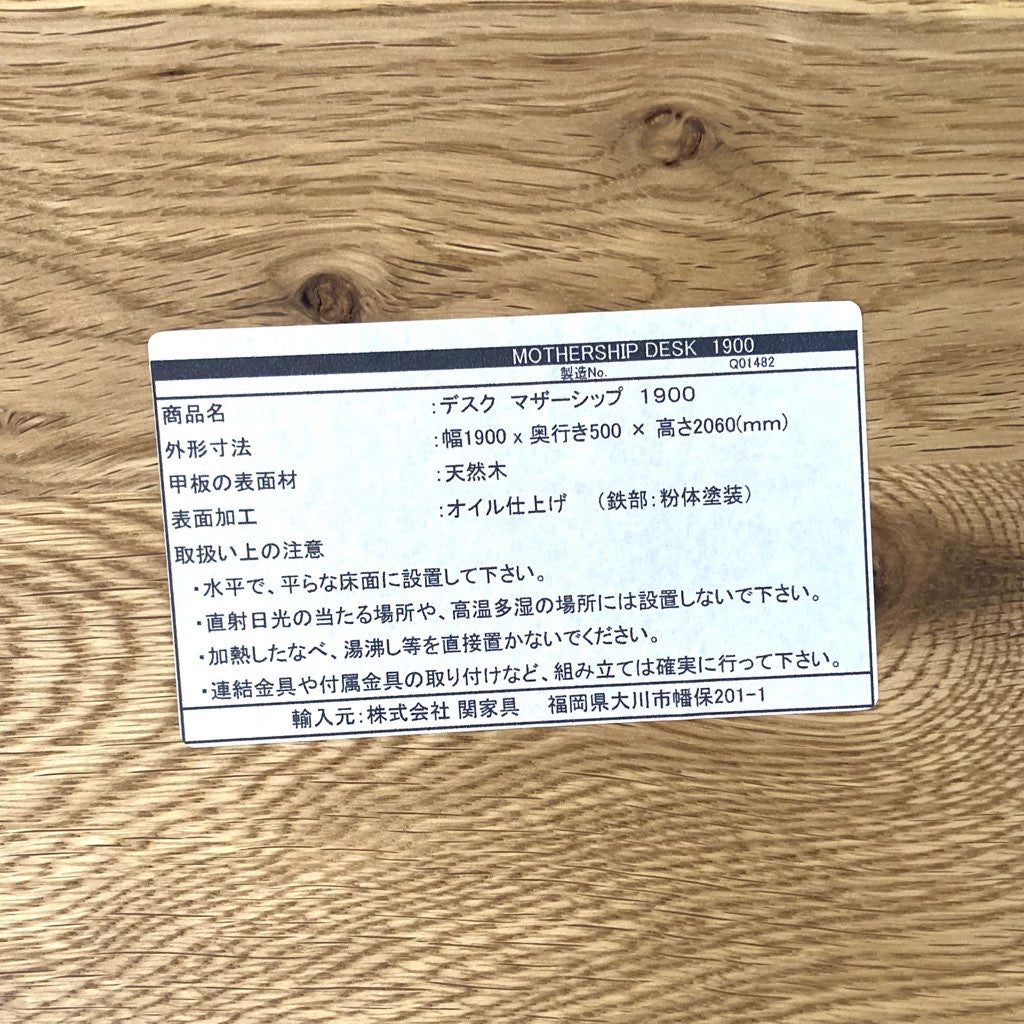 MOTHERSHIP DESK 1900
製造No. Q01482
商品名 :デスク マザーシップ 1900
外形寸法 :幅1900 x 奥行き500 × 高さ2060(mm)
甲板の表面材 :天然木
表面加工 :オイル仕上げ (鉄部:粉体塗装)
取扱い上の注意
・水平で、平らな床面に設置して下さい。
・直射日光の当たる場所や、高温多湿の場所には設置しないで下さい。
・加熱したなべ、湯沸し等を直接置かないでください。
・連結金具や付属金具の取り付けなど、組み立ては確実に行って下さい。
輸入元:株式会社 関家具 福岡県大川市幡保201-1